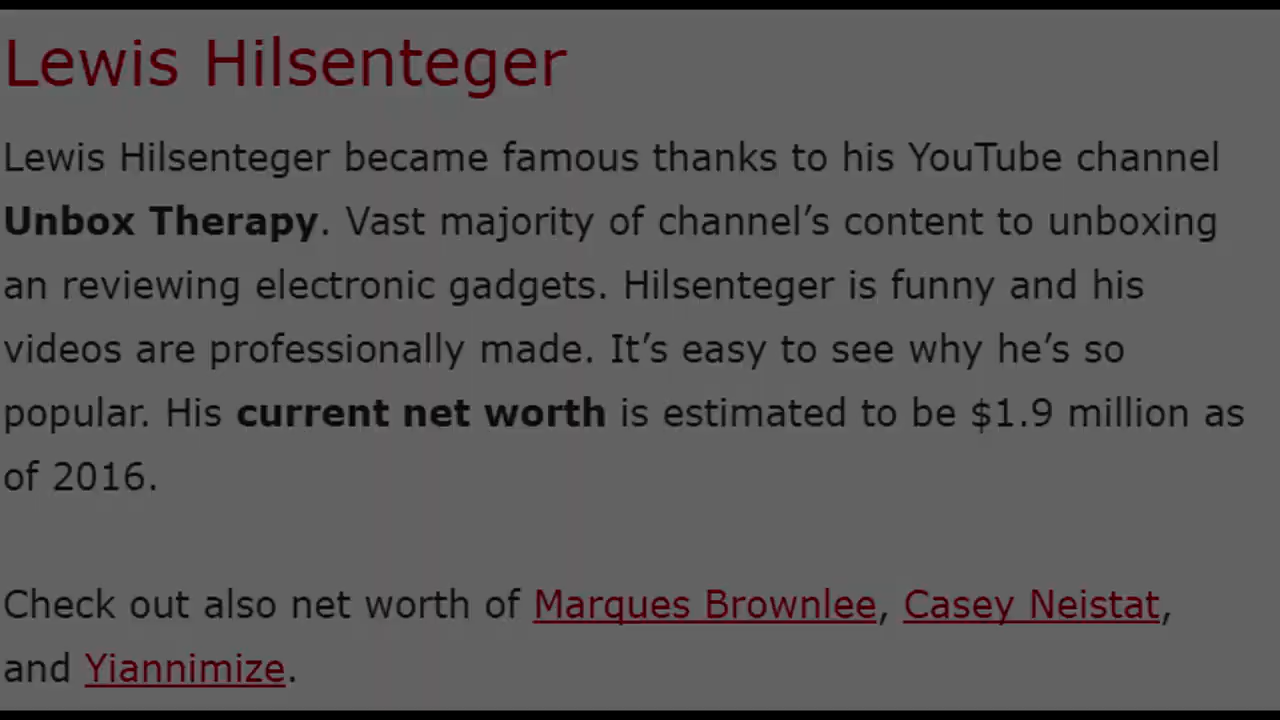 Lewis Hilsenteger
Lewis Hilsenteger became famous thanks to his YouTube channel
Unbox Therapy. Vast majority of channel’s content to unboxing
an reviewing electronic gadgets. Hilsenteger is funny and his
videos are professionally made. It’s easy to see why he’s so
popular. His current net worth is estimated to be $1.9 million as
of 2016.
Check out also net worth of Marques Brownlee, Casey Neistat,
and Yiannimize.